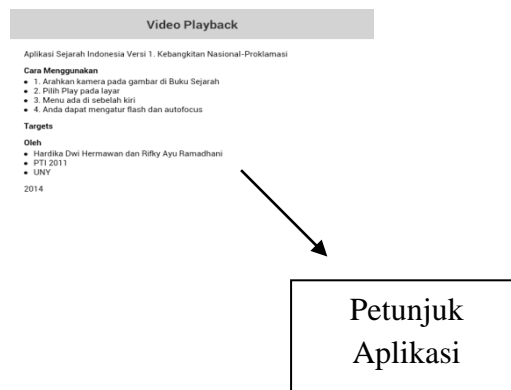 Video Playback
Aplikasi Sejarah Indonesia Versi 1. Kebangkitan Nasional-Proklamasi
Cara Menggunakan
• 1. Arahkan kamera pada gambar di Buku Sejarah
• 2. Pilih Play pada layar
• 3. Menu ada di sebelah kiri
• 4. Anda dapat mengatur flash dan autofocus
Targets
Oleh
• Hardika Dwi Hermawan dan Rifky Ayu Ramadhani
• PTI 2011
• UNY
2014
Petunjuk
Aplikasi